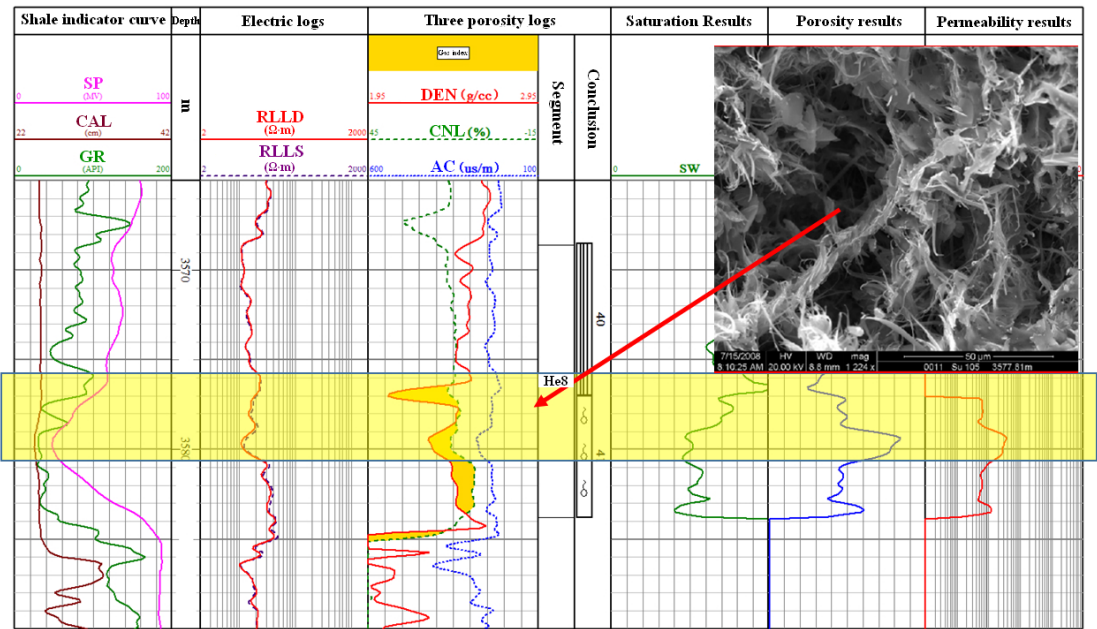 Shale indicator curve
Depth
Electric logs
Three porosity logs
Saturation Results
Porosity results
Permeability results
m
Gas index
Segment
Conclusion
SP
0 (MV) 100
CAL
22 (cm) 42
GR
0 (API) 200
RLLD
2 (Ω·m) 2000
RLLS
2 (Ω·m) 2000
1.95 DEN (g/cc) 2.95
45 CNL (%) -15
600 AC (us/m) 100
0 SW
7/15/2008 HV WD mag 50 µm
8:10:25 AM 20.00 kV 8.8 mm 1 224 x 0011 Su 105 3577.81m
3570
40
He8
3580
4